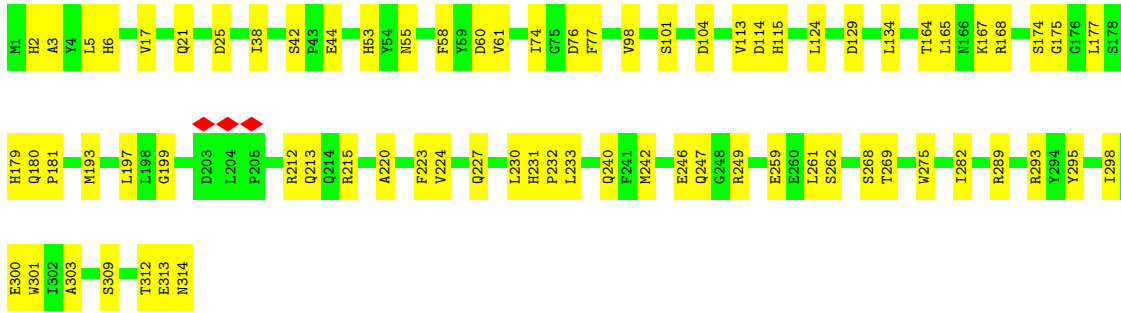 M1 H2 A3 Y4 L5 H6 V17 Q21 D25 I38 S42 P43 E44 H53 Y54 N55 F58 Y59 D60 V61 I74 G75 D76 F77 V98 S101 D104 V113 D114 H115 L124 D129 L134 T164 L165 N166 K167 R168 S174 G175 G176 L177 S178
H179 Q180 P181 M193 L197 L198 G199 D203 L204 P205 R212 Q213 Q214 R215 A220 F223 V224 Q227 L230 H231 P232 L233 Q240 F241 M242 E246 Q247 G248 R249 E259 E260 L261 S262 S268 T269 W275 I282 R289 R293 Y294 Y295 I298
E300 W301 I302 A303 S309 T312 E313 N314